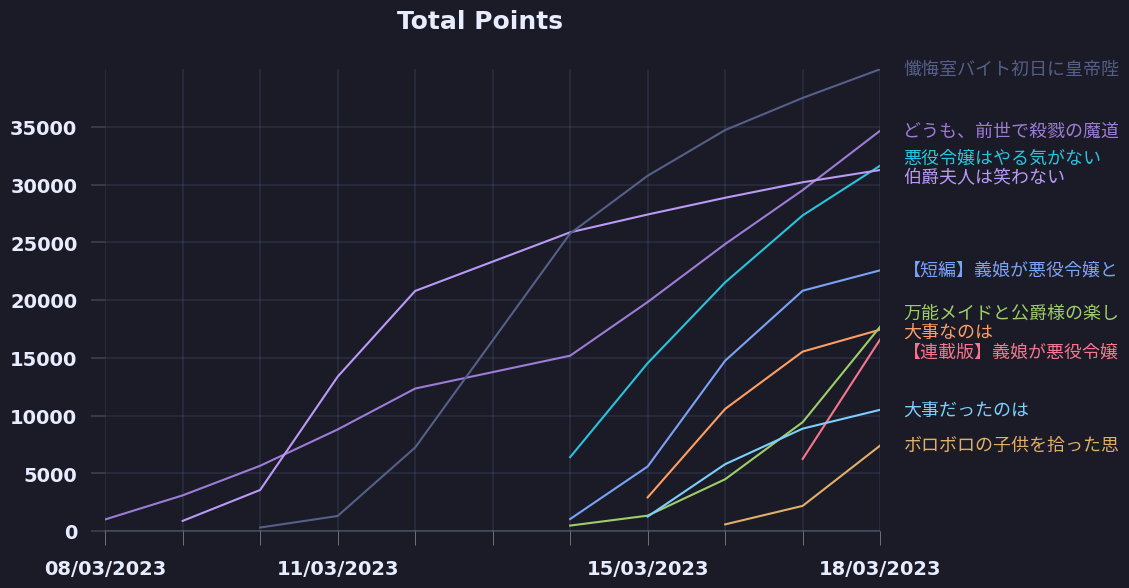 Total Points
懺悔室バイト初日に皇帝陛
35000
どうも、前世で殺戮の魔道
悪役令嬢はやる気がない
30000
伯爵夫人は笑わない
25000
【短編】義娘が悪役令嬢と
20000
万能メイドと公爵様の楽し
大事なのは
15000
【連載版】義娘が悪役令嬢
10000
大事だったのは
ボロボロの子供を拾った思
5000
0
08/03/2023
11/03/2023
15/03/2023
18/03/2023